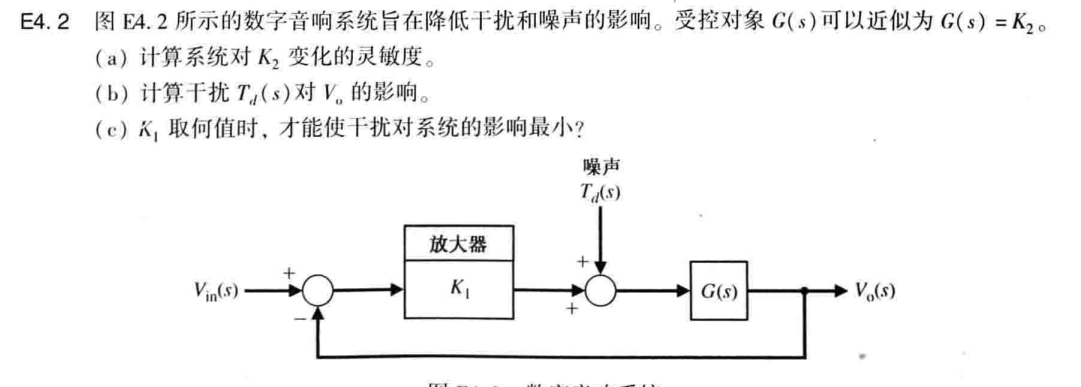 E4.2 图 E4.2 所示的数字音响系统旨在降低干扰和噪声的影响。受控对象 G(s)可以近似为 G(s) = K₂。
(a) 计算系统对 K₂ 变化的灵敏度。
(b) 计算干扰 T_d(s)对 V_o 的影响。
(c) K₁ 取何值时，才能使干扰对系统的影响最小?
噪声
T_d(s)
放大器
V_in(s)
+
−
K₁
+
+
G(s)
V_o(s)